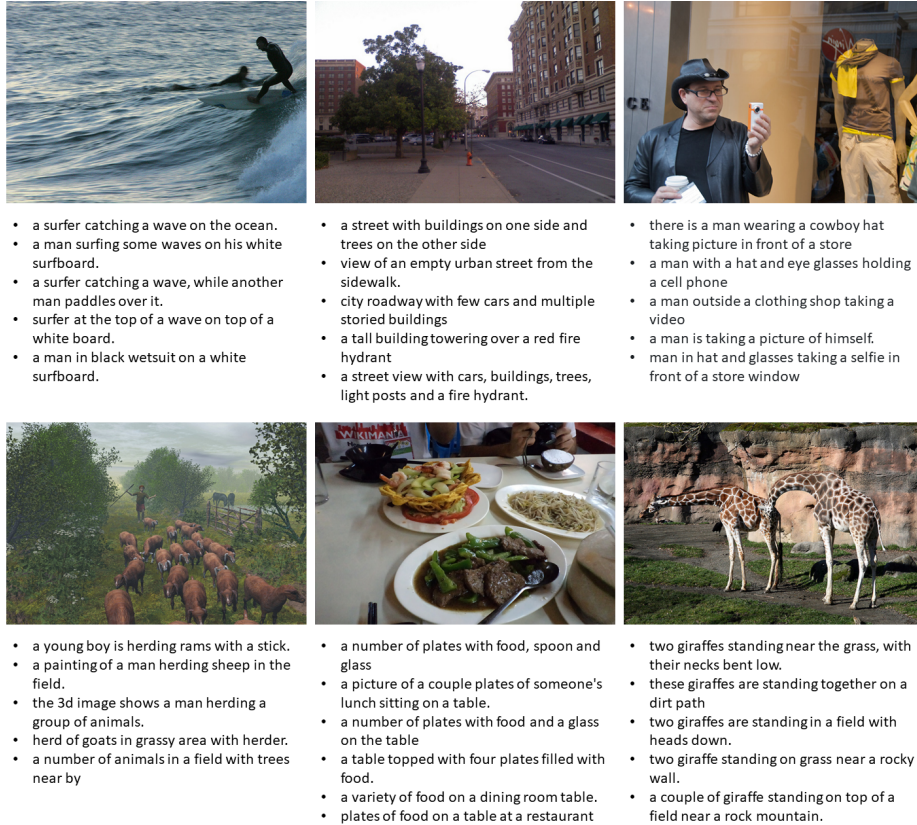 CE
• a surfer catching a wave on the ocean.
• a man surfing some waves on his white
surfboard.
• a surfer catching a wave, while another
man paddles over it.
• surfer at the top of a wave on top of a
white board.
• a man in black wetsuit on a white
surfboard.
• a street with buildings on one side and
trees on the other side
• view of an empty urban street from the
sidewalk.
• city roadway with few cars and multiple
storied buildings
• a tall building towering over a red fire
hydrant
• a street view with cars, buildings, trees,
light posts and a fire hydrant.
• there is a man wearing a cowboy hat
taking picture in front of a store
• a man with a hat and eye glasses holding
a cell phone
• a man outside a clothing shop taking a
video
• a man is taking a picture of himself.
• man in hat and glasses taking a selfie in
front of a store window
WIKIMANIA
• a young boy is herding rams with a stick.
• a painting of a man herding sheep in the
field.
• the 3d image shows a man herding a
group of animals.
• herd of goats in grassy area with herder.
• a number of animals in a field with trees
near by
• a number of plates with food, spoon and
glass
• a picture of a couple plates of someone's
lunch sitting on a table.
• a number of plates with food and a glass
on the table
• a table topped with four plates filled with
food.
• a variety of food on a dining room table.
• plates of food on a table at a restaurant
• two giraffes standing near the grass, with
their necks bent low.
• these giraffes are standing together on a
dirt path
• two giraffes are standing in a field with
heads down.
• two giraffe standing on grass near a rocky
wall.
• a couple of giraffe standing on top of a
field near a rock mountain.